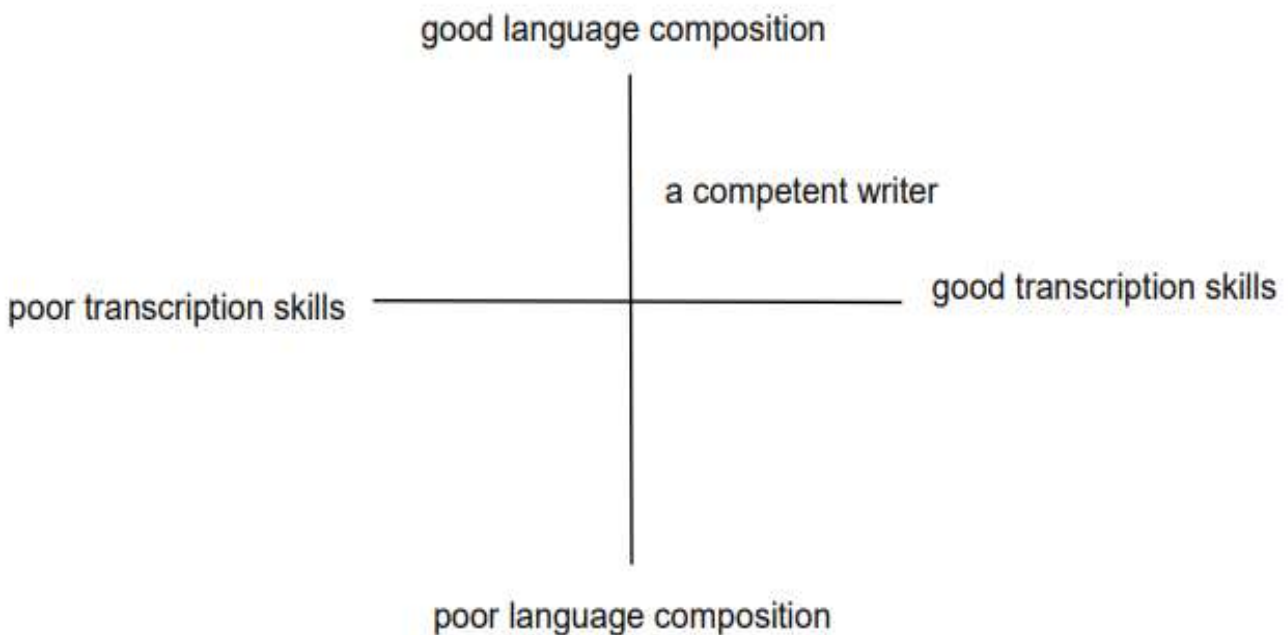 good language composition
a competent writer
poor transcription skills
good transcription skills
poor language composition